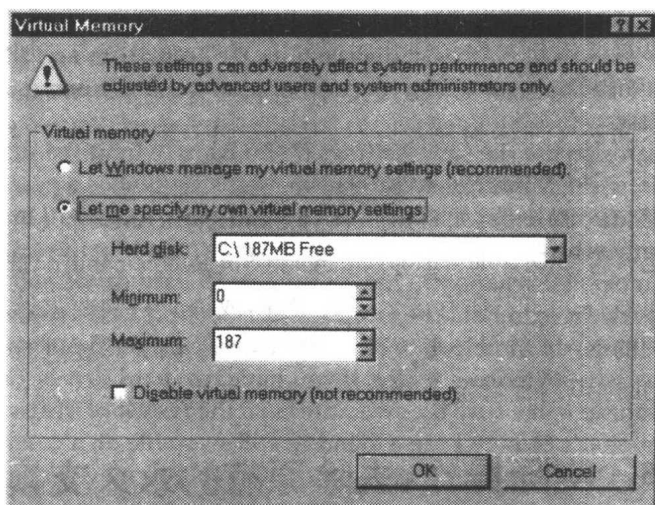 Virtual Memory
These settings can adversely affect system performance and should be
adjusted by advanced users and system administrators only.
Virtual memory
Let Windows manage my virtual memory settings (recommended).
Let me specify my own virtual memory settings.
Hard disk: C:\ 187MB Free
Minimum: 0
Maximum: 187
Disable virtual memory (not recommended)
OK Cancel